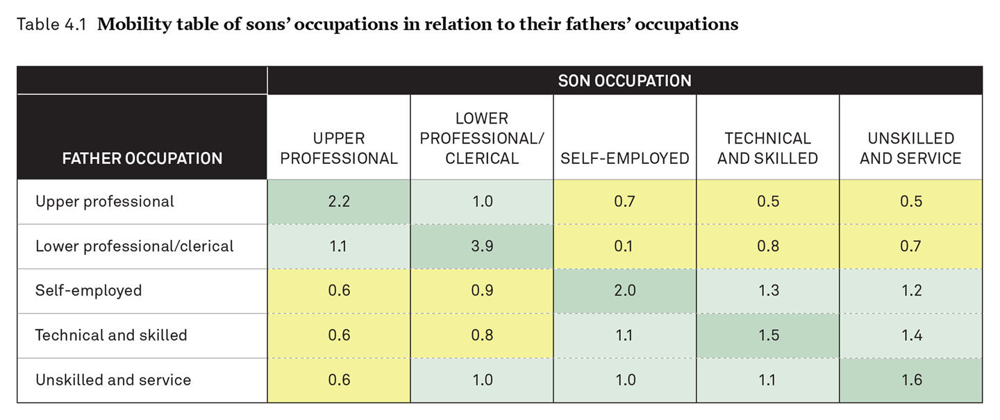 Table 4.1 Mobility table of sons’ occupations in relation to their fathers’ occupations
SON OCCUPATION
FATHER OCCUPATION
UPPER
PROFESSIONAL
LOWER
PROFESSIONAL/
CLERICAL
SELF-EMPLOYED
TECHNICAL
AND SKILLED
UNSKILLED
AND SERVICE
Upper professional 2.2 1.0 0.7 0.5 0.5
Lower professional/clerical 1.1 3.9 0.1 0.8 0.7
Self-employed 0.6 0.9 2.0 1.3 1.2
Technical and skilled 0.6 0.8 1.1 1.5 1.4
Unskilled and service 0.6 1.0 1.0 1.1 1.6